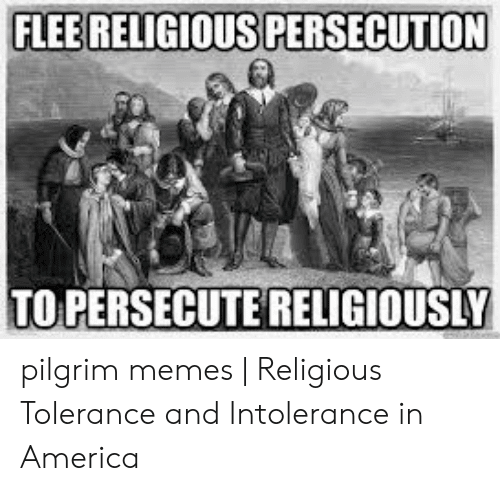 FLEE RELIGIOUS PERSECUTION
TO PERSECUTE RELIGIOUSLY
pilgrim memes | Religious
Tolerance and Intolerance in
America